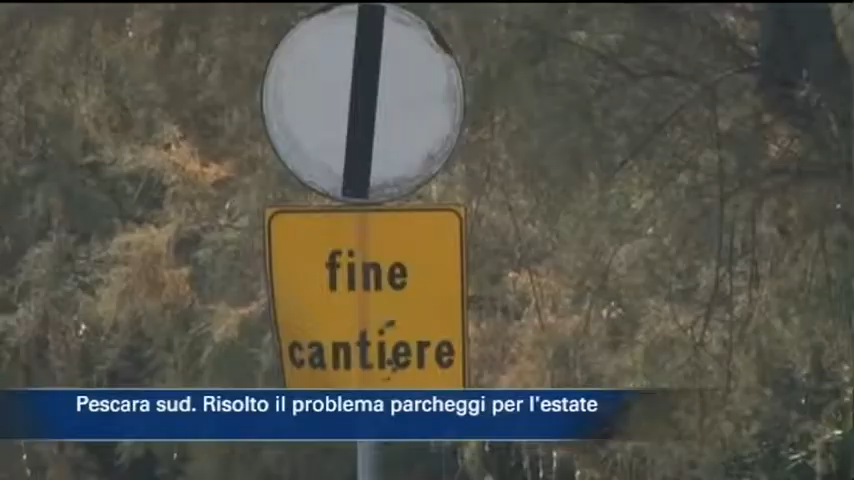 fine
cantiere
Pescara sud. Risolto il problema parcheggi per l'estate